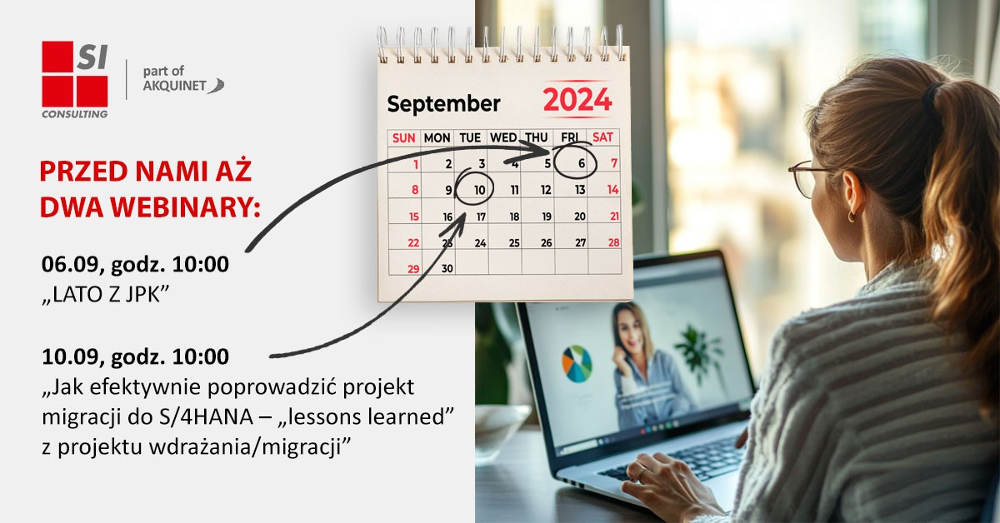 SI
CONSULTING
part of
AKQUINET
PRZED NAMI AŻ
DWA WEBINARY:
06.09, godz. 10:00
„LATO Z JPK”
10.09, godz. 10:00
„Jak efektywnie poprowadzić projekt
migracji do S/4HANA – „lessons learned”
z projektu wdrażania/migracji”
September 2024
SUN MON TUE WED THU FRI SAT
1 2 3 4 5 6 7
8 9 10 11 12 13 14
15 16 17 18 19 20 21
22 23 24 25 26 27 28
29 30